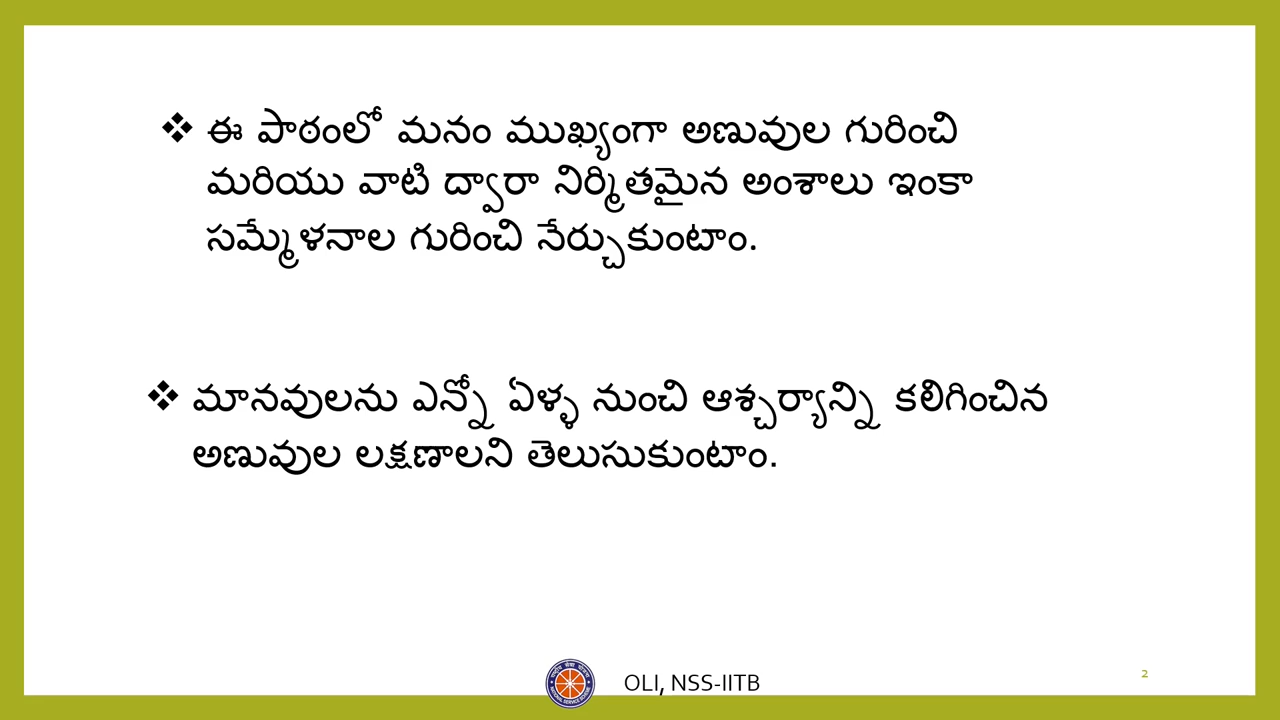 ❖ ఈ పాఠంలో మనం ముఖ్యంగా అణువుల గురించి
మరియు వాటి ద్వారా నిర్మితమైన అంశాలు ఇంకా
సమ్మేళనాల గురించి నేర్చుకుంటాం.
❖ మానవులను ఎన్నో ఏళ్ళ నుంచి ఆశ్చర్యాన్ని కలిగించిన
అణువుల లక్షణాలని తెలుసుకుంటాం.
OLI, NSS-IITB
2